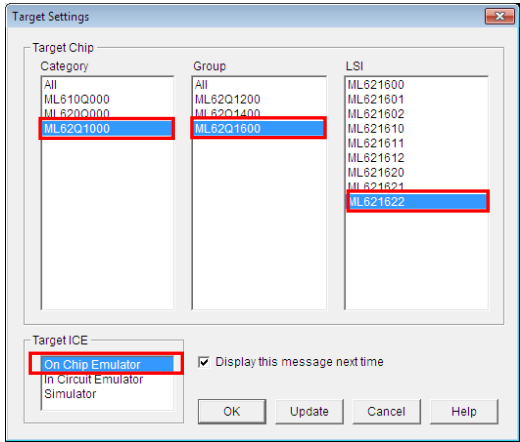 Target Settings
Target Chip
Category
All
ML610Q000
ML620Q000
ML62Q1000
Group
All
ML62Q1200
ML62Q1400
ML62Q1600
LSI
ML621600
ML621601
ML621602
ML621610
ML621611
ML621612
ML621620
ML621621
ML621622
Target ICE
On Chip Emulator
In Circuit Emulator
Simulator
Display this message next time
OK
Update
Cancel
Help